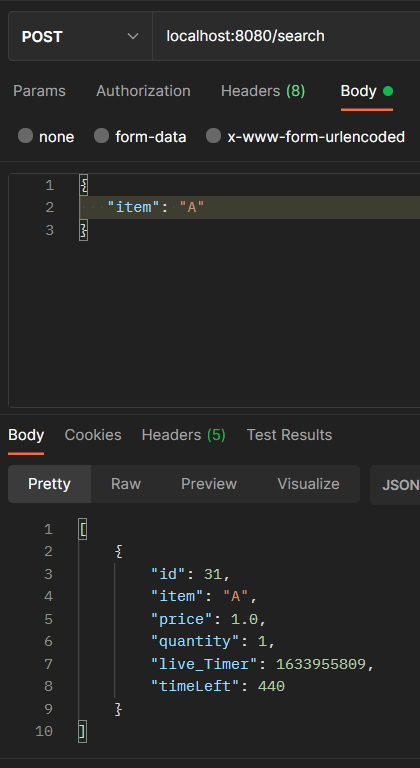 POST localhost:8080/search
Params Authorization Headers (8) Body
none form-data x-www-form-urlencoded
1 {
2 "item": "A"
3 }
Body Cookies Headers (5) Test Results
Pretty Raw Preview Visualize JSON
1 [
2 {
3 "id": 31,
4 "item": "A",
5 "price": 1.0,
6 "quantity": 1,
7 "live_Timer": 1633955809,
8 "timeLeft": 440
9 }
10 ]